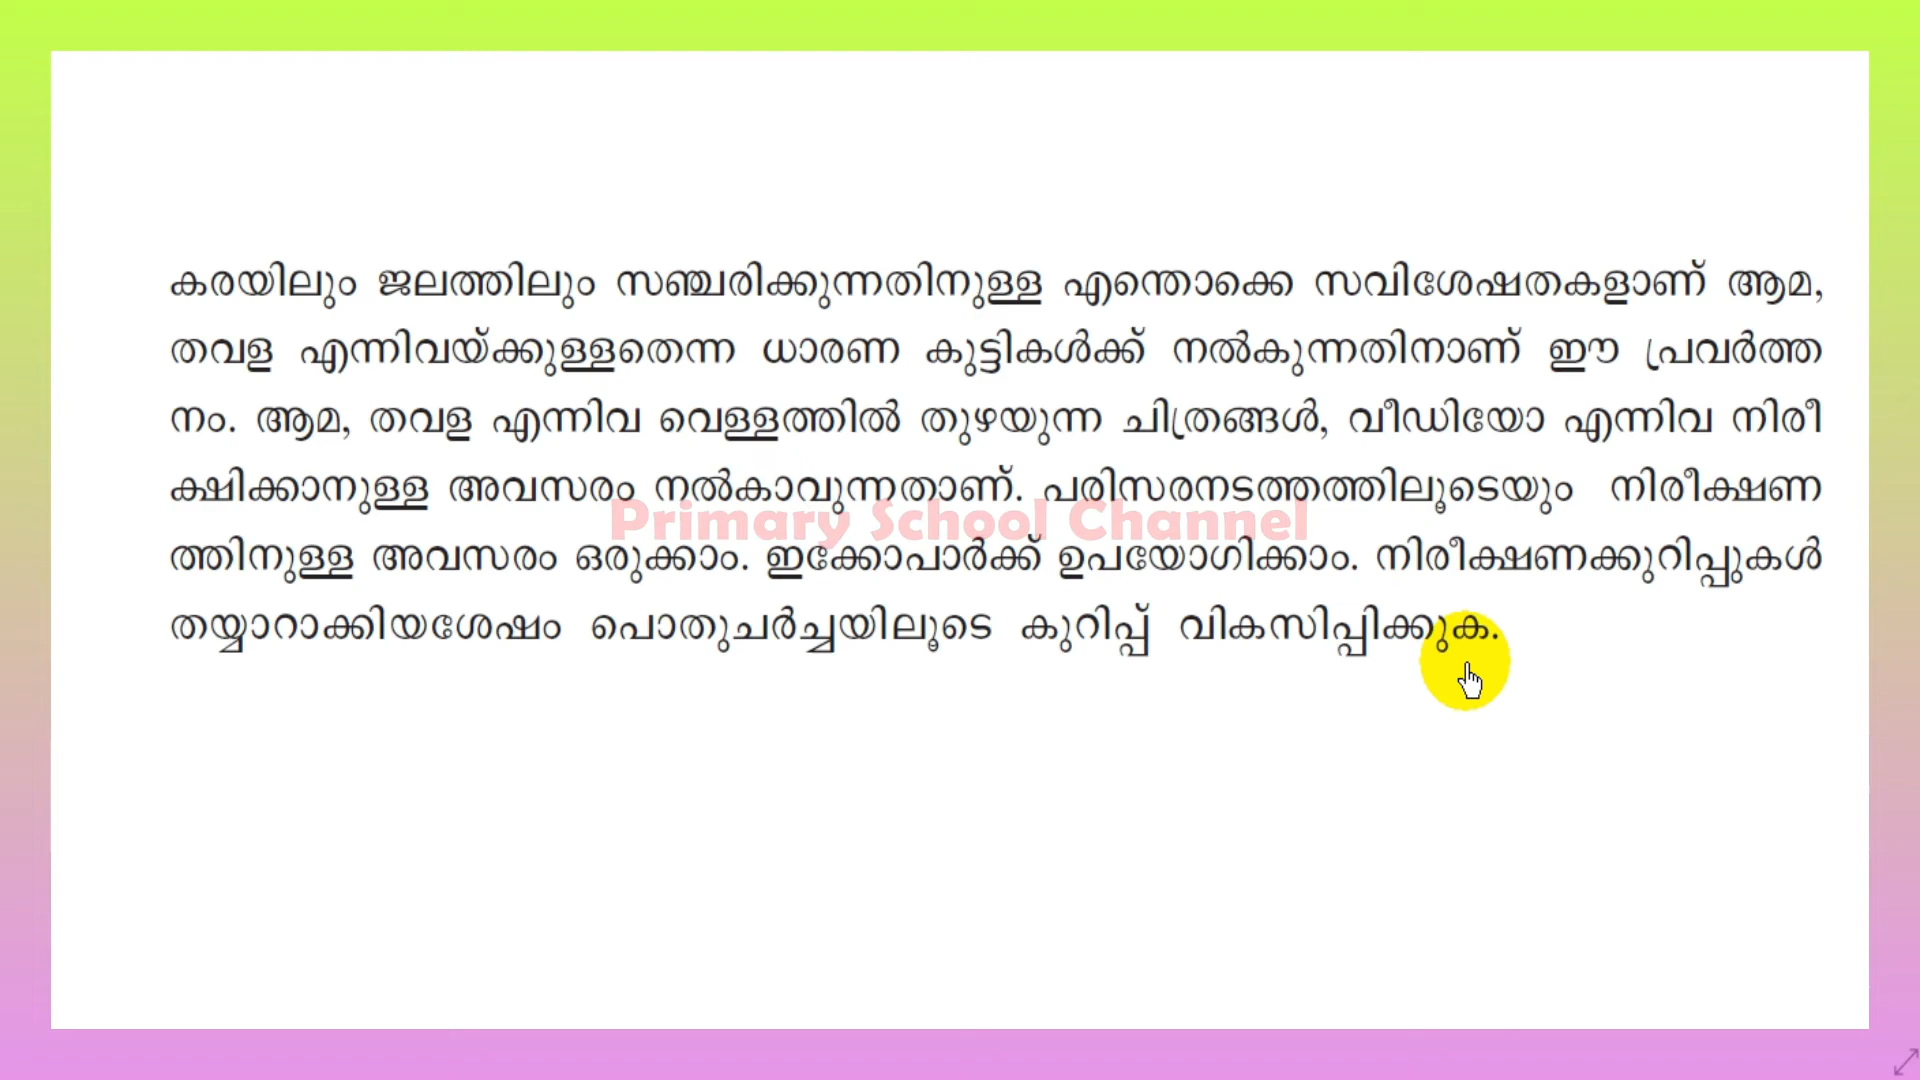 കരയിലും ജലത്തിലും സഞ്ചരിക്കുന്നതിനുള്ള എന്തൊക്കെ സവിശേഷതകളാണ് ആമ,
തവള എന്നിവയ്ക്കുള്ളതെന്ന ധാരണ കുട്ടികൾക്ക് നൽകുന്നതിനാണ് ഈ പ്രവർത്ത
നം. ആമ, തവള എന്നിവ വെള്ളത്തിൽ തുഴയുന്ന ചിത്രങ്ങൾ, വീഡിയോ എന്നിവ നിരീ
ക്ഷിക്കാനുള്ള അവസരം നൽകാവുന്നതാണ്. പരിസരനടത്തത്തിലൂടെയും നിരീക്ഷണ
Primary School Channel
ത്തിനുള്ള അവസരം ഒരുക്കാം. ഇക്കോപാർക്ക് ഉപയോഗിക്കാം. നിരീക്ഷണക്കുറിപ്പുകൾ
തയ്യാറാക്കിയശേഷം പൊതുചർച്ചയിലൂടെ കുറിപ്പ് വികസിപ്പിക്കുക.